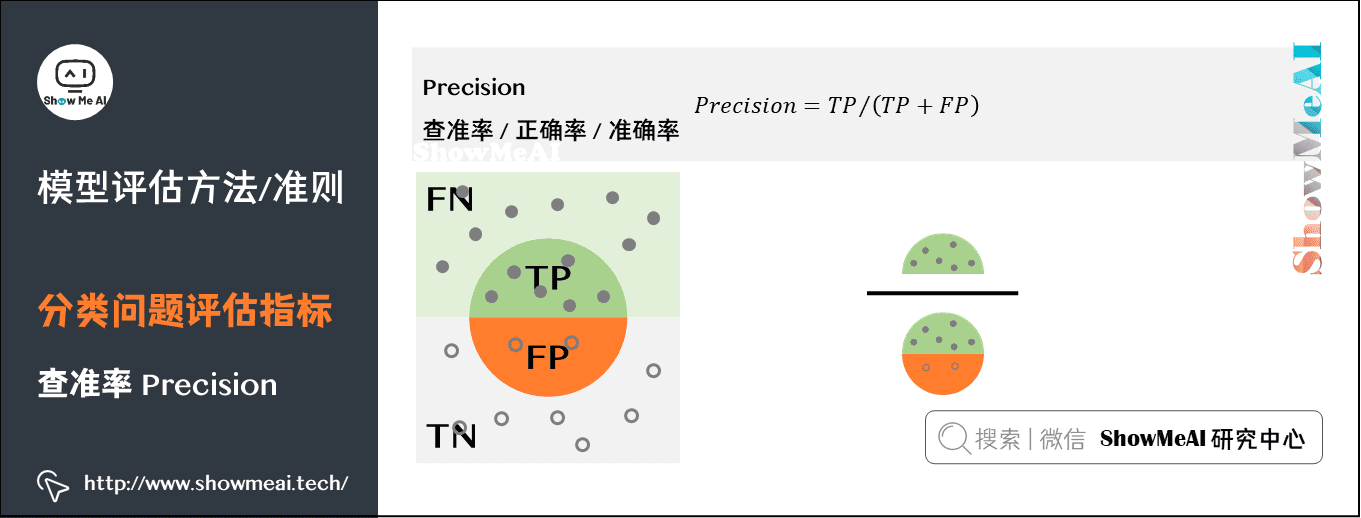 Show Me AI
模型评估方法/准则
分类问题评估指标
查准率 Precision
http://www.showmeai.tech/
Precision
查准率 / 正确率 / 准确率
Precision = TP/(TP + FP)
ShowMeAI
FN
TP
FP
TN
ShowMeAI
搜索 | 微信 ShowMeAI 研究中心